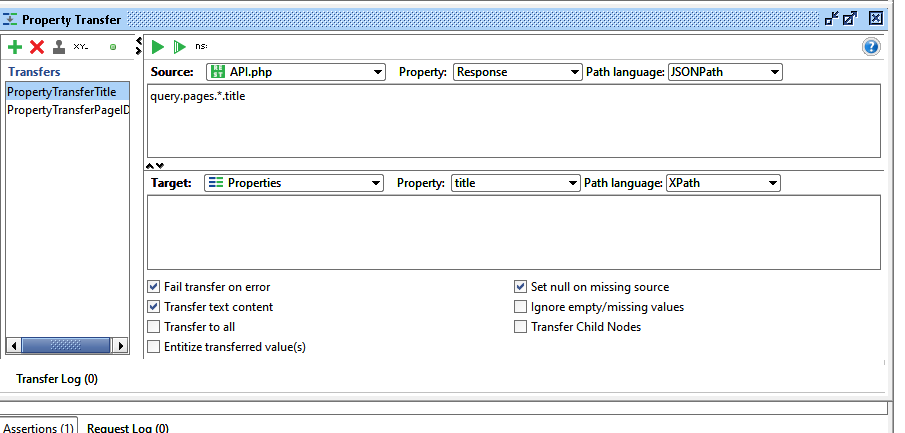 Property Transfer
XY=
ns:
Transfers
PropertyTransferTitle
PropertyTransferPageID
Source: API.php Property: Response Path language: JSONPath
query.pages.*.title
Target: Properties Property: title Path language: XPath
Fail transfer on error Set null on missing source
Transfer text content Ignore empty/missing values
Transfer to all Transfer Child Nodes
Entitize transferred value(s)
Transfer Log (0)
Assertions (1) Request Log (0)